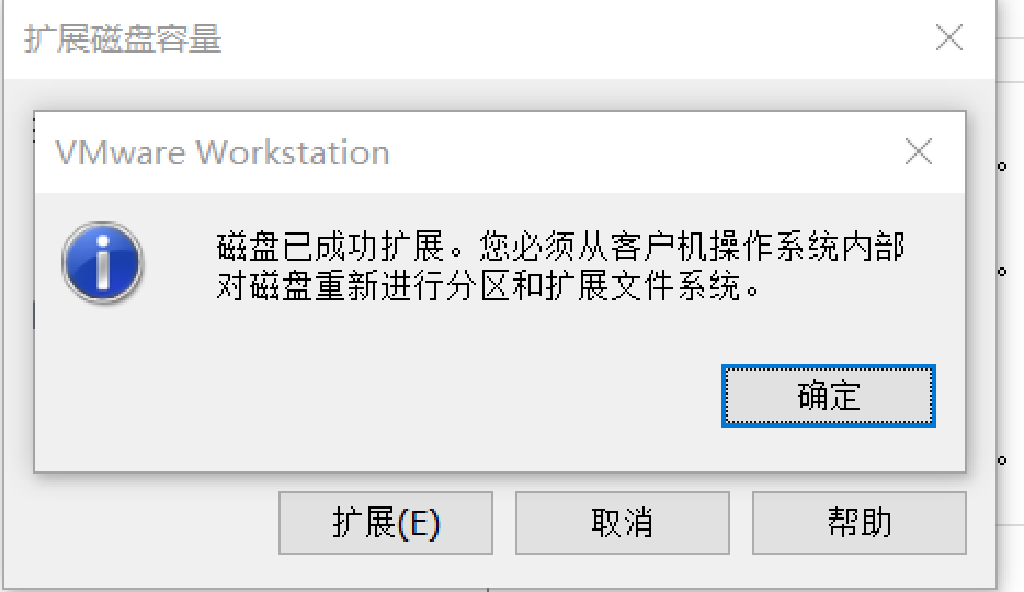 扩展磁盘容量
VMware Workstation
磁盘已成功扩展。您必须从客户机操作系统内部
对磁盘重新进行分区和扩展文件系统。
确定
扩展(E)
取消
帮助